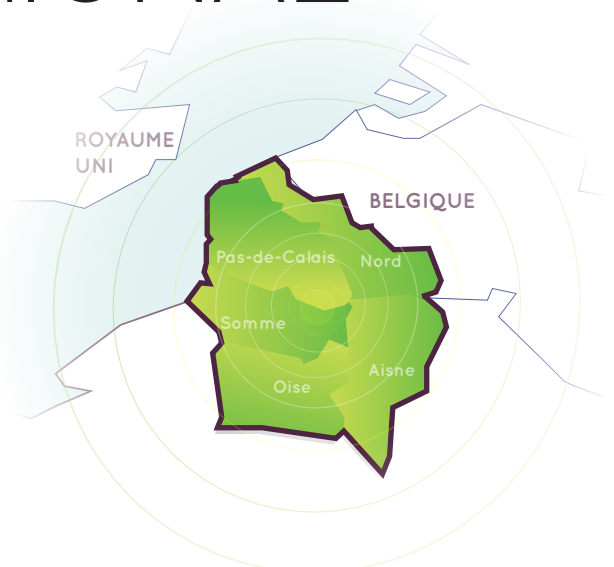 ROYAUME
UNI
BELGIQUE
Pas-de-Calais
Nord
Somme
Aisne
Oise